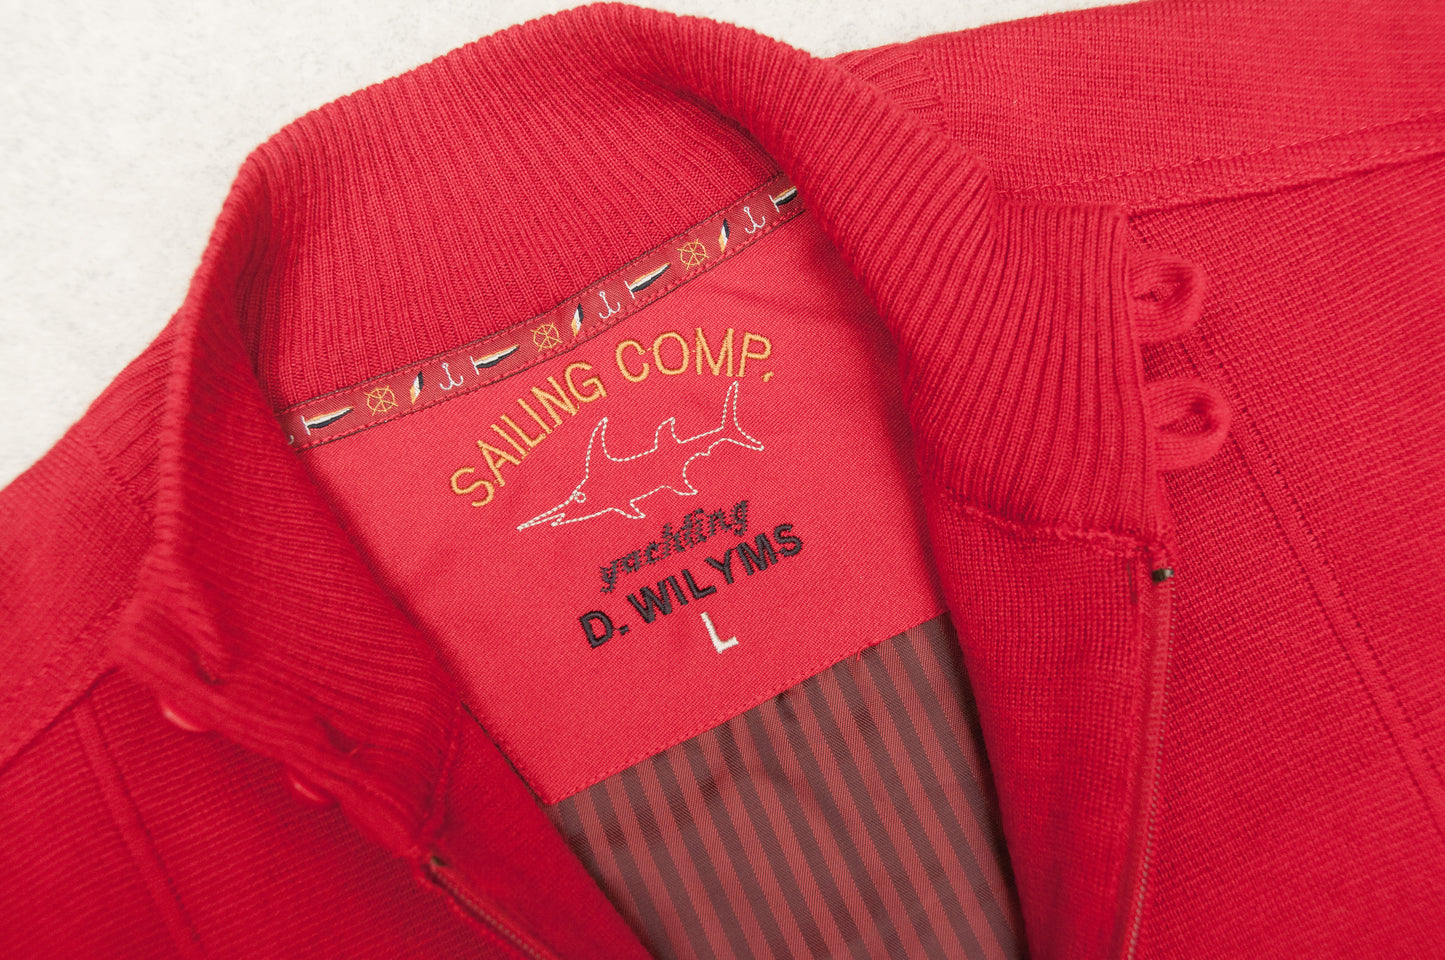 SAILING COMP.
yachting
D. WILYMS
L